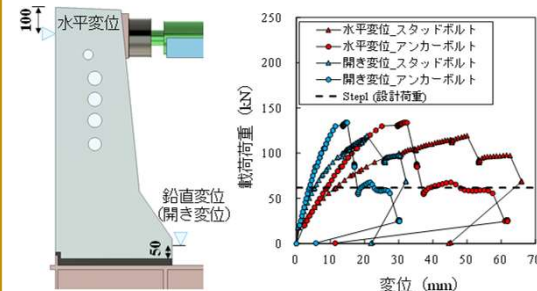 100
水平変位
鉛直変位
(開き変位)
50
載荷荷重 (kN)
250
200
150
100
50
0
水平変位_スタッドボルト
水平変位_アンカーボルト
開き変位_スタッドボルト
開き変位_アンカーボルト
Step1 (設計荷重)
0 10 20 30 40 50 60 70
変位 (mm)